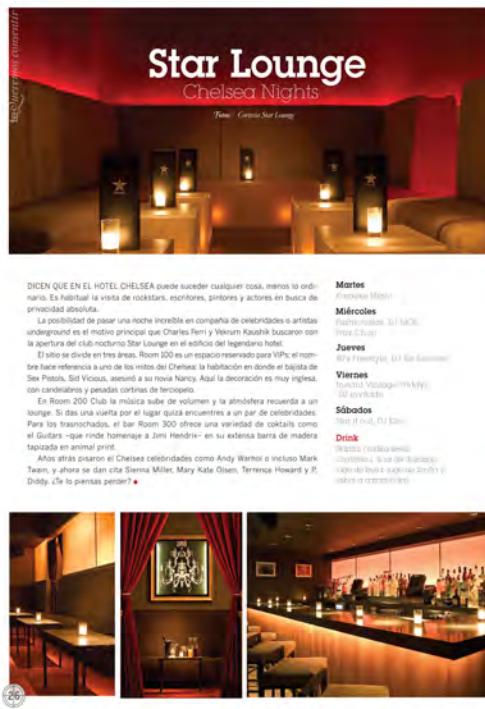 teQueremos consentir
Star Lounge
Chelsea Nights
Fotos: Cortesía Star Lounge
DICEN QUE EN EL HOTEL CHELSEA puede suceder cualquier cosa, menos lo ordi-
nario. Es habitual la visita de rockstars, escritores, pintores y actores en busca de
privacidad absoluta.
La posibilidad de pasar una noche increíble en compañía de celebridades o artistas
underground es el motivo principal que Charles Ferri y Vekrum Kaushik buscaron con
la apertura del club nocturno Star Lounge en el edificio del legendario hotel.
El sitio se divide en tres áreas. Room 100 es un espacio reservado para VIPs; el nom-
bre hace referencia a uno de los mitos del Chelsea: la habitación en donde el bajista de
Sex Pistols, Sid Vicious, asesinó a su novia Nancy. Aquí la decoración es muy inglesa,
con candelabros y pesadas cortinas de terciopelo.
En Room 200 Club la música sube de volumen y la atmósfera recuerda a un
lounge. Si das una vuelta por el lugar quizá encuentres a un par de celebridades.
Para los trasnochados, el bar Room 300 ofrece una variedad de coktails como
el Guitars –que rinde homenaje a Jimi Hendrix– en su extensa barra de madera
tapizada en animal print.
Años atrás pisaron el Chelsea celebridades como Andy Warhol o incluso Mark
Twain, y ahora se dan cita Sienna Miller, Mary Kate Olsen, Terrence Howard y P.
Diddy. ¿Te lo piensas perder?
Martes
Miércoles
Jueves
Viernes
Sábados
Drink
26